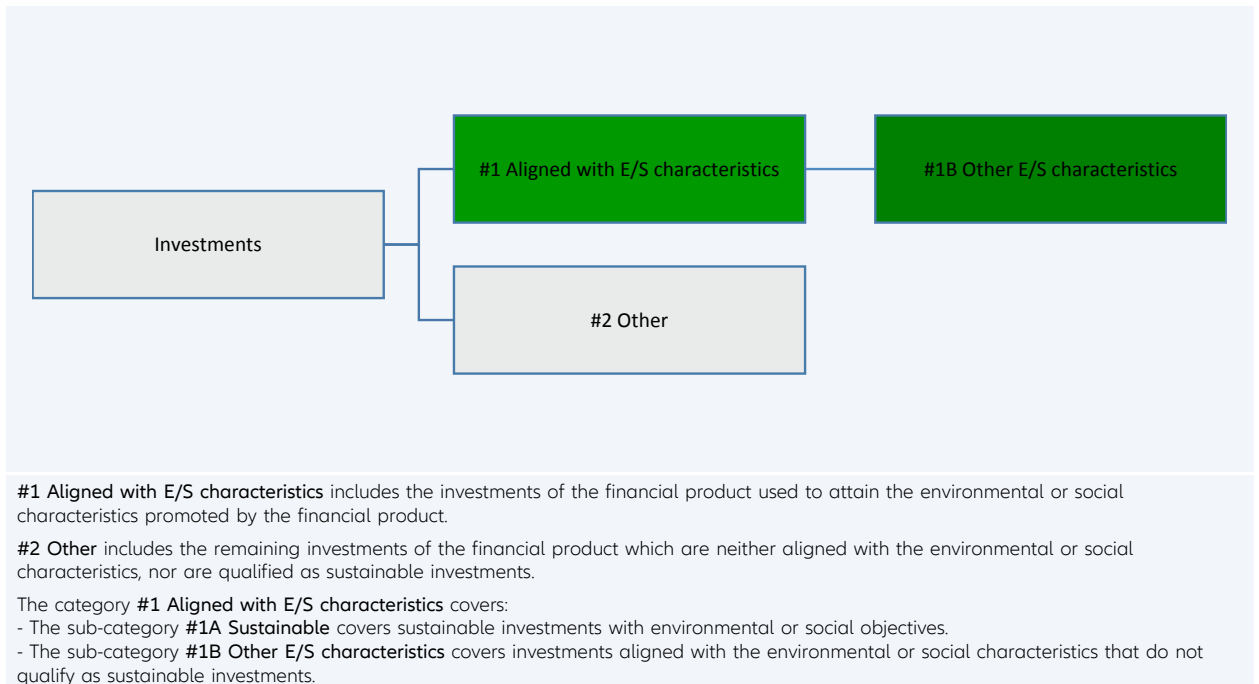 #1 Aligned with E/S characteristics
#1B Other E/S characteristics
Investments
#2 Other
#1 Aligned with E/S characteristics includes the investments of the financial product used to attain the environmental or social
characteristics promoted by the financial product.
#2 Other includes the remaining investments of the financial product which are neither aligned with the environmental or social
characteristics, nor are qualified as sustainable investments.
The category #1 Aligned with E/S characteristics covers:
- The sub-category #1A Sustainable covers sustainable investments with environmental or social objectives.
- The sub-category #1B Other E/S characteristics covers investments aligned with the environmental or social characteristics that do not
qualify as sustainable investments.